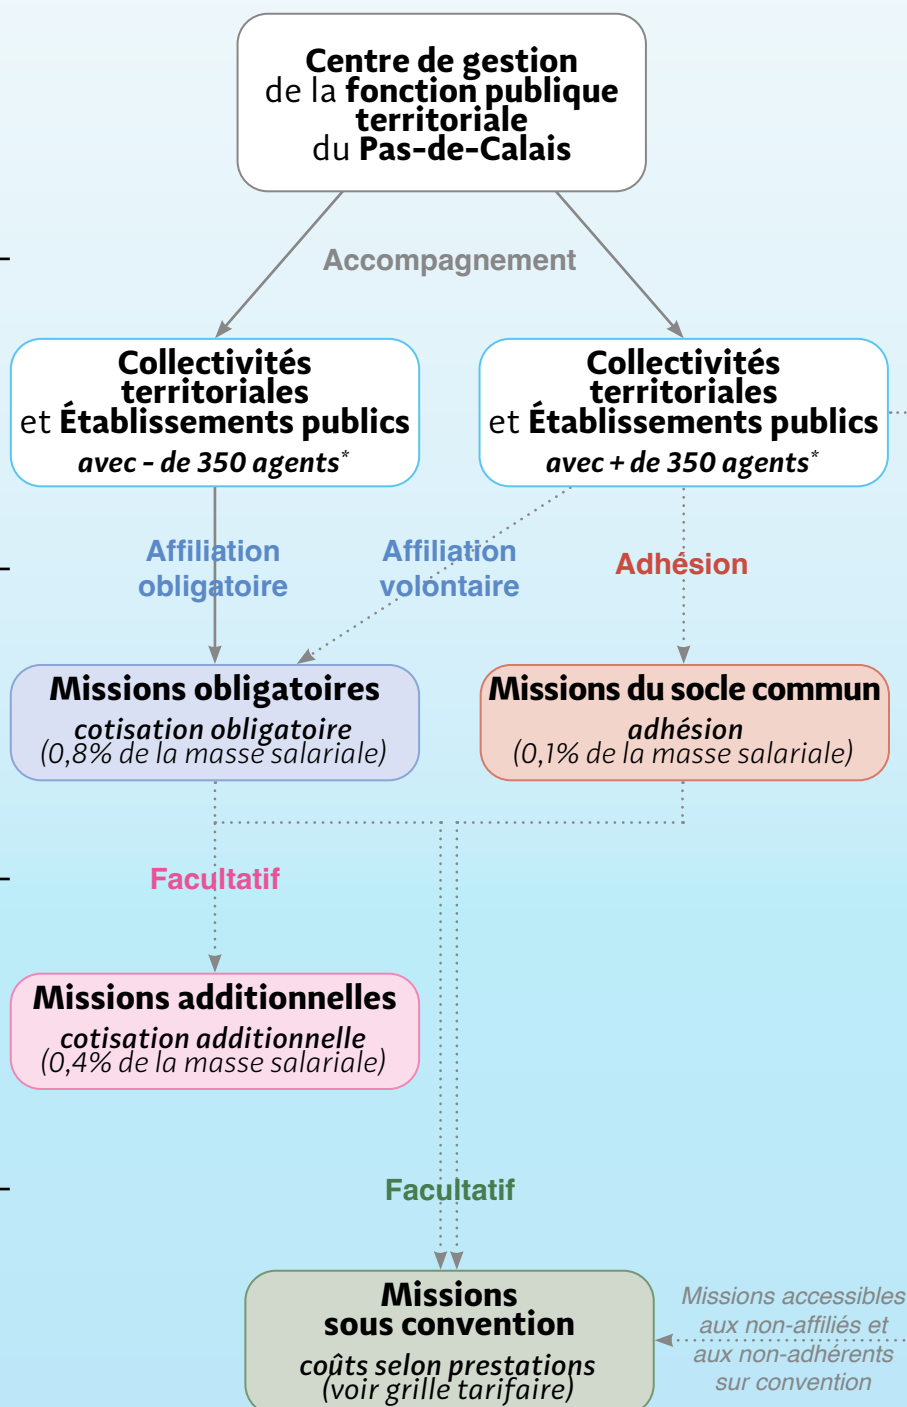 Centre de gestion
de la fonction publique
territoriale
du Pas-de-Calais
Accompagnement
Collectivités
territoriales
et Établissements publics
avec - de 350 agents*
Collectivités
territoriales
et Établissements publics
avec + de 350 agents*
Affiliation
obligatoire
Affiliation
volontaire
Adhésion
Missions obligatoires
cotisation obligatoire
(0,8% de la masse salariale)
Missions du socle commun
adhésion
(0,1% de la masse salariale)
Facultatif
Missions additionnelles
cotisation additionnelle
(0,4% de la masse salariale)
Facultatif
Missions
sous convention
coûts selon prestations
(voir grille tarifaire)
Missions accessibles
aux non-affiliés et
aux non-adhérents
sur convention